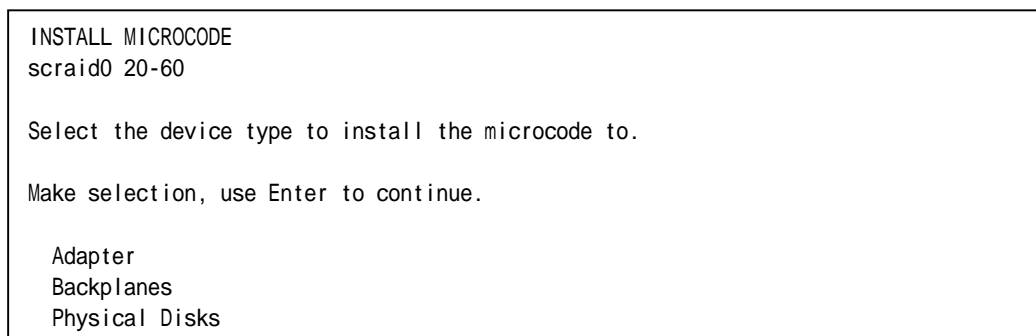 INSTALL MICROCODE
scraid0 20-60
Select the device type to install the microcode to.
Make selection, use Enter to continue.
Adapter
Backplanes
Physical Disks